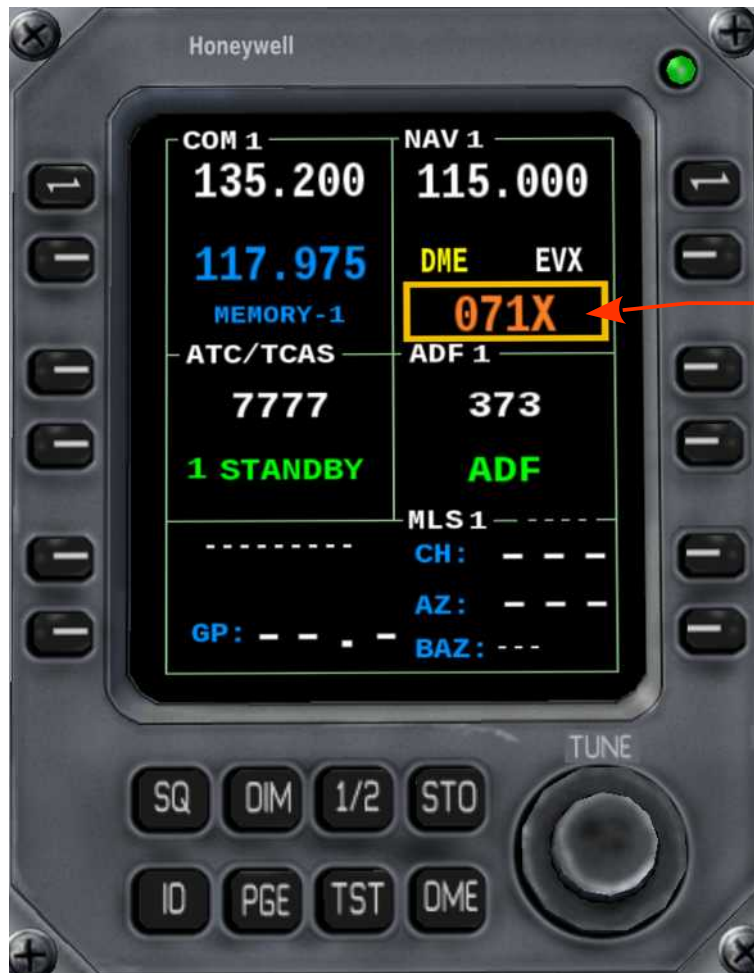 Honeywell
COM 1 NAV 1
135.200 115.000
117.975 DME EVX
MEMORY-1 071X
ATC/TCAS ADF 1
7777 373
1 STANDBY ADF
MLS 1 - - - - -
- - - - - - - - - CH: - - -
AZ: - - -
GP: - - . - BAZ: - - -
TUNE
SQ DIM 1/2 STO
ID PGE TST DME